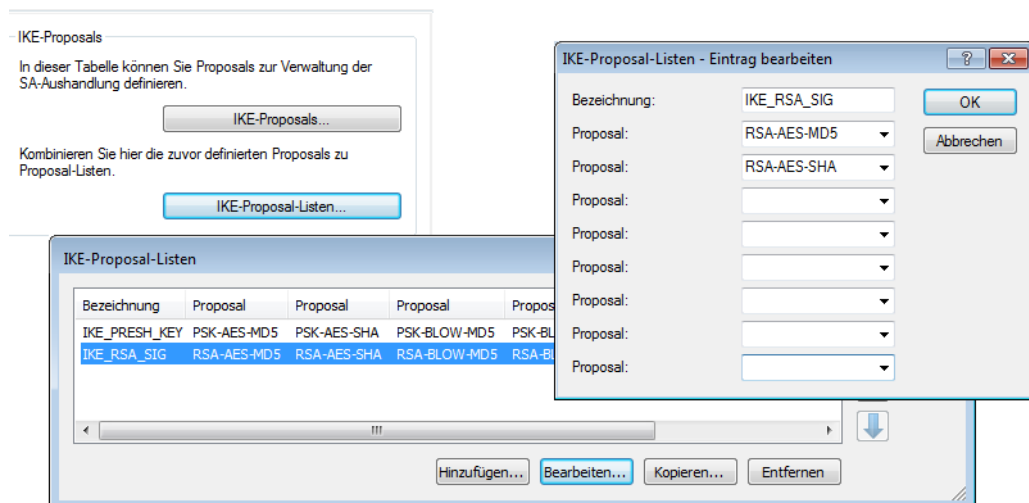 IKE-Proposals
In dieser Tabelle können Sie Proposals zur Verwaltung der
SA-Aushandlung definieren.
IKE-Proposals...
Kombinieren Sie hier die zuvor definierten Proposals zu
Proposal-Listen.
IKE-Proposal-Listen...
IKE-Proposal-Listen - Eintrag bearbeiten
Bezeichnung: IKE_RSA_SIG OK
Proposal: RSA-AES-MD5 Abbrechen
Proposal: RSA-AES-SHA
Proposal:
Proposal:
Proposal:
Proposal:
Proposal:
Proposal:
IKE-Proposal-Listen
Bezeichnung Proposal Proposal Proposal
IKE_PRESH_KEY PSK-AES-MD5 PSK-AES-SHA PSK-BLOW-MD5
IKE_RSA_SIG RSA-AES-MD5 RSA-AES-SHA RSA-BLOW-MD5
Hinzufügen... Bearbeiten... Kopieren... Entfernen